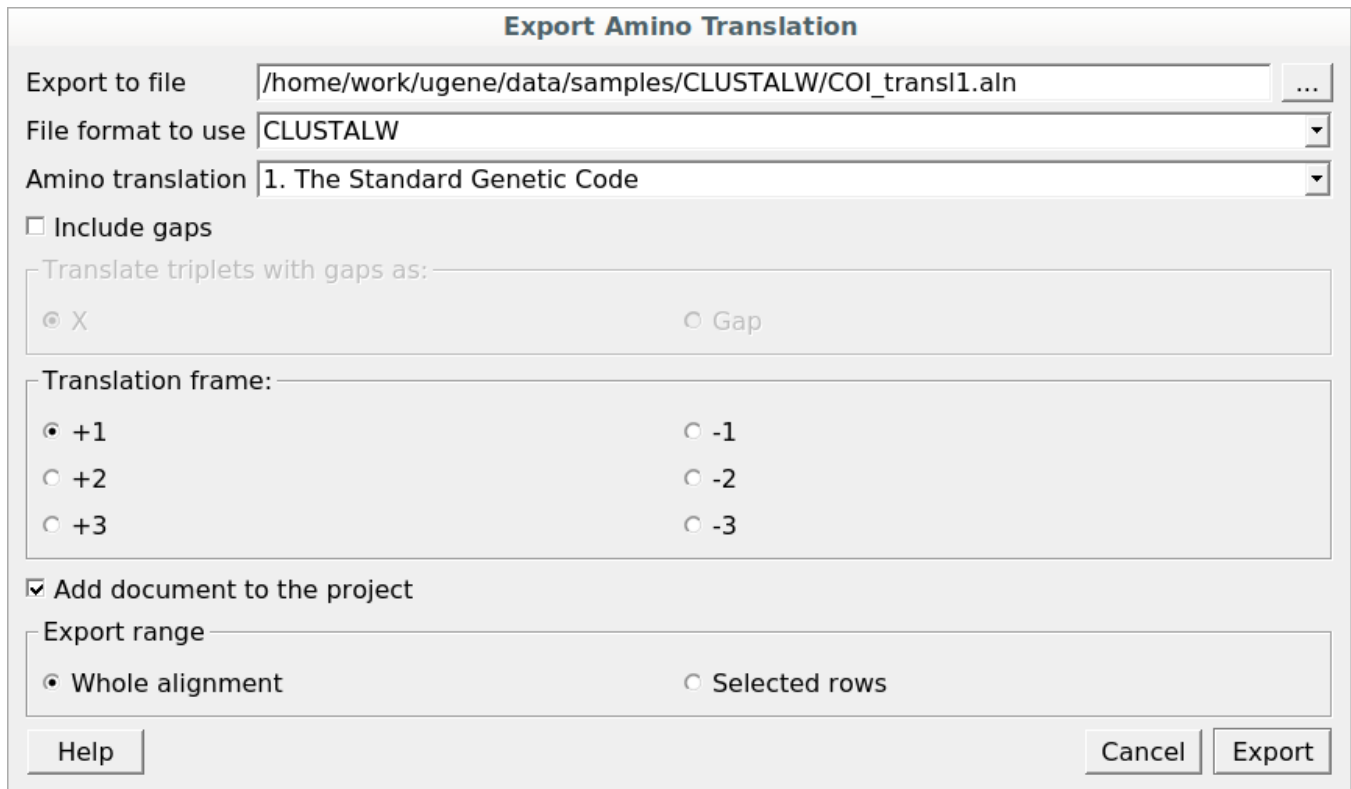 Export Amino Translation
Export to file /home/work/ugene/data/samples/CLUSTALW/COI_transl1.aln ...
File format to use CLUSTALW
Amino translation 1. The Standard Genetic Code
Include gaps
Translate triplets with gaps as:
X Gap
Translation frame:
+1 -1
+2 -2
+3 -3
Add document to the project
Export range
Whole alignment Selected rows
Help Cancel Export